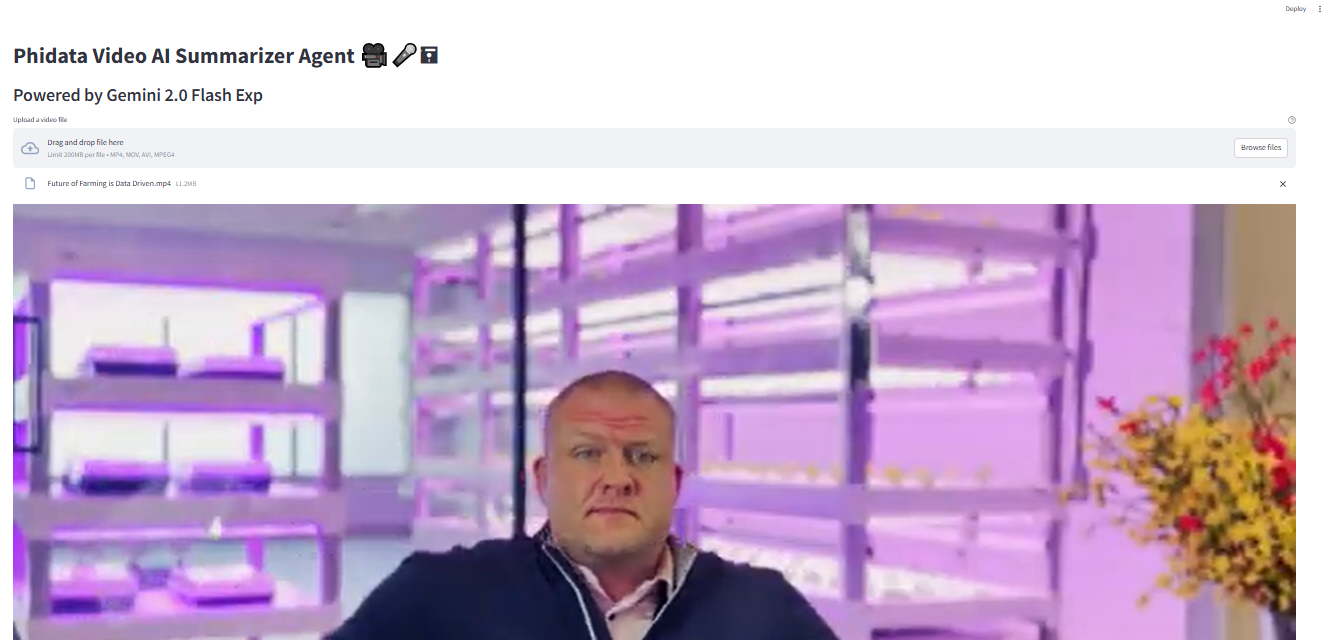 Deploy
Phidata Video AI Summarizer Agent
Powered by Gemini 2.0 Flash Exp
Upload a video file
Drag and drop file here
Limit 200MB per file • MP4, MOV, AVI, MPEG4
Browse files
Future of Farming is Data Driven.mp4 11.2MB